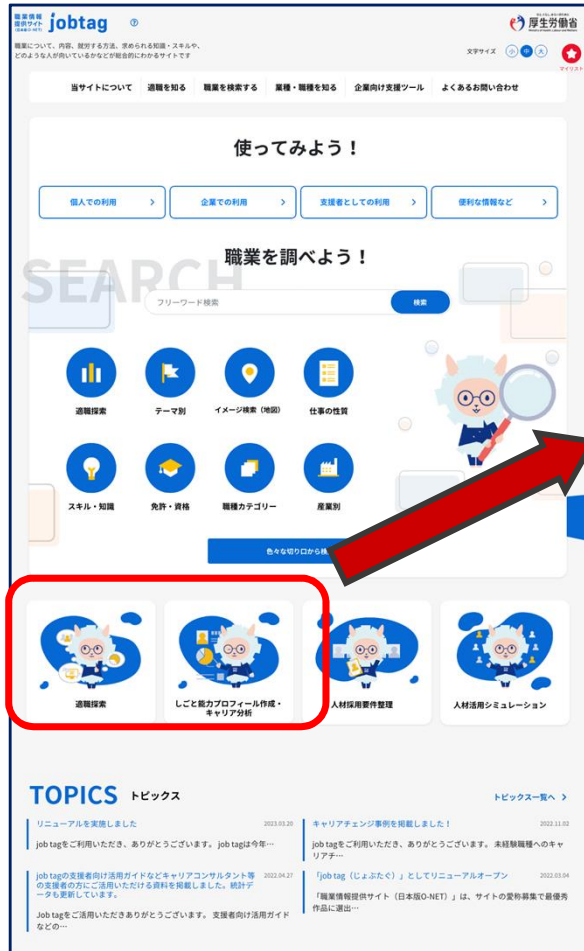 職業情報
提供サイト
(日本版O-NET)
jobtag
厚生労働省
Ministry of Health, Labour and Welfare
職業について、内容、就労する方法、求められる知識・スキルや、
どのような人が向いているかなどが総合的にわかるサイトです
文字サイズ 小 中 大
マイリスト
当サイトについて 適職を知る 職業を検索する 業種・職種を知る 企業向け支援ツール よくあるお問い合わせ
使ってみよう！
個人での利用 企業での利用 支援者としての利用 便利な情報など
職業を調べよう！
SEARCH
フリーワード検索 検索
適職探索 テーマ別 イメージ検索（地図） 仕事の性質
スキル・知識 免許・資格 職種カテゴリー 産業別
色々な切り口から検
適職探索
しごと能力プロフィール作成・
キャリア分析
人材採用要件整理
人材活用シミュレーション
TOPICS トピックス
トピックス一覧へ
リニューアルを実施しました 2023.03.20
job tagをご利用いただき、ありがとうございます。 job tagは今年…
キャリアチェンジ事例を掲載しました！ 2022.11.02
job tagをご利用いただき、ありがとうございます。 未経験職種へのキャ
リアチ…
job tagの支援者向け活用ガイドなどキャリアコンサルタント等 2022.04.27
の支援者の方にご活用いただける資料を掲載しました。統計デ
ータも更新しています。
Job tagをご活用いただきありがとうございます。 支援者向け活用ガイド
などの…
「job tag（じょぶたぐ）」としてリニューアルオープン 2022.03.04
「職業情報提供サイト（日本版O-NET）」は、サイトの愛称募集で最優秀
作品に選出…